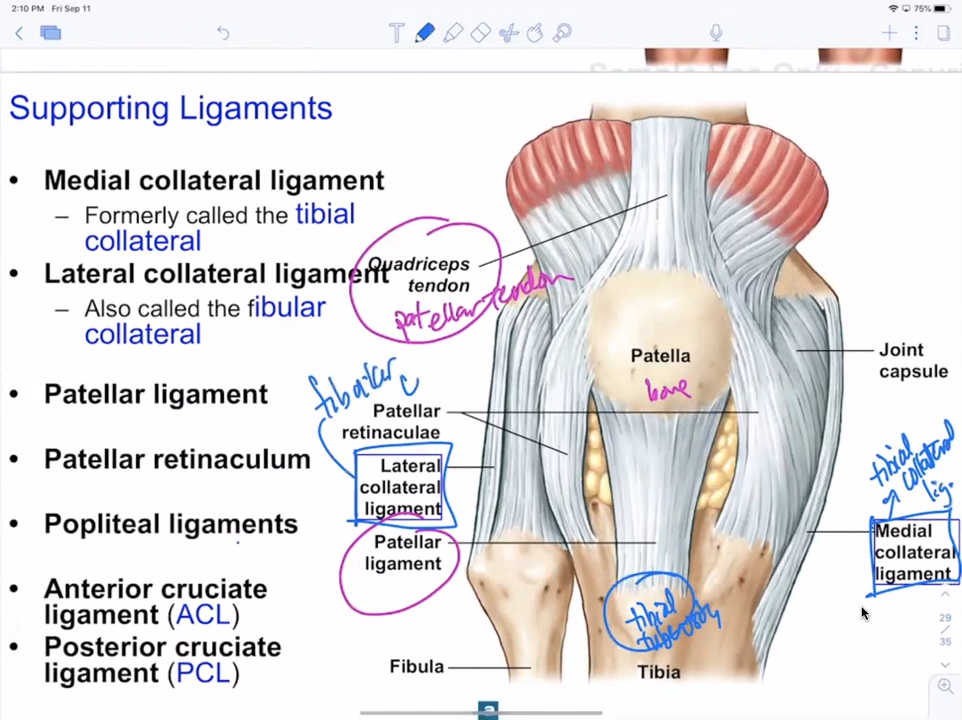 2:10 PM Fri Sep 11
75%
Supporting Ligaments
• Medial collateral ligament
– Formerly called the tibial
collateral
• Lateral collateral ligament
– Also called the fibular
collateral
• Patellar ligament
• Patellar retinaculum
• Popliteal ligaments
• Anterior cruciate
ligament (ACL)
• Posterior cruciate
ligament (PCL)
Quadriceps
tendon
patellar tendon
Patella
bone
Joint
capsule
Patellar
retinaculae
Lateral
collateral
ligament
Patellar
ligament
tibial
collateral
lig.
Medial
collateral
ligament
tibial
tuberosity
Fibula
Tibia
a
29
/
35